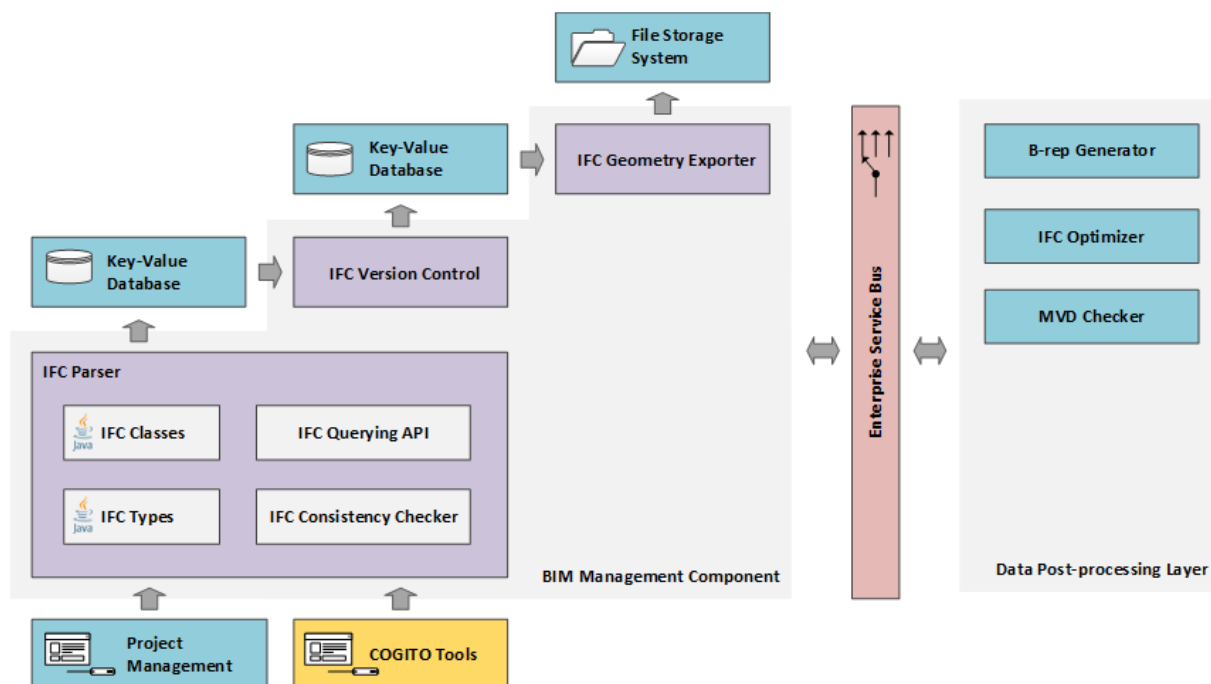 File Storage
System
Key-Value
Database
IFC Geometry Exporter
B-rep Generator
Key-Value
Database
IFC Version Control
IFC Optimizer
MVD Checker
Enterprise Service Bus
IFC Parser
Java
IFC Classes
IFC Querying API
Java
IFC Types
IFC Consistency Checker
BIM Management Component
Data Post-processing Layer
Project
Management
COGITO Tools